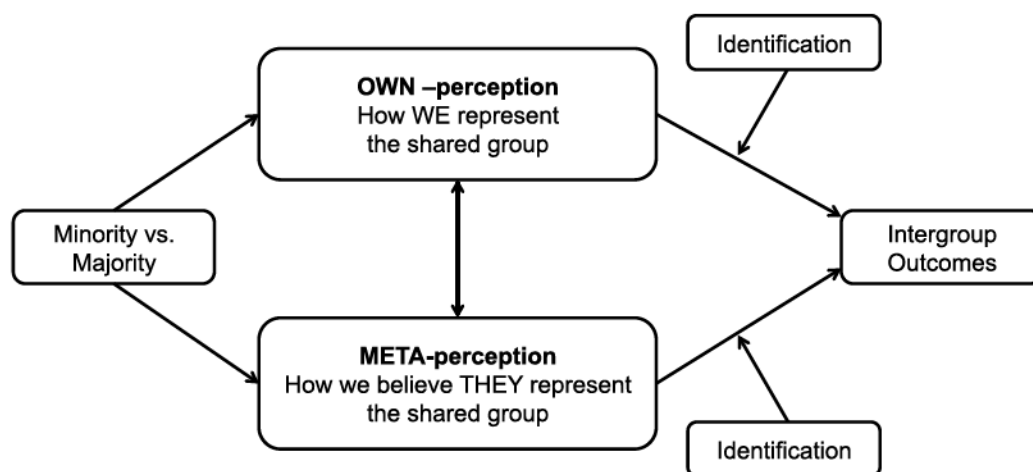 Identification
OWN –perception
How WE represent
the shared group
Minority vs.
Majority
Intergroup
Outcomes
META-perception
How we believe THEY represent
the shared group
Identification